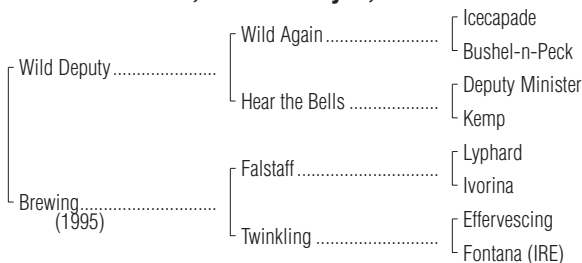 Icecapade
Wild Again
Bushel-n-Peck
Wild Deputy
Deputy Minister
Hear the Bells
Kemp
Lyphard
Falstaff
Ivorina
Brewing
(1995)
Effervescing
Twinkling
Fontana (IRE)